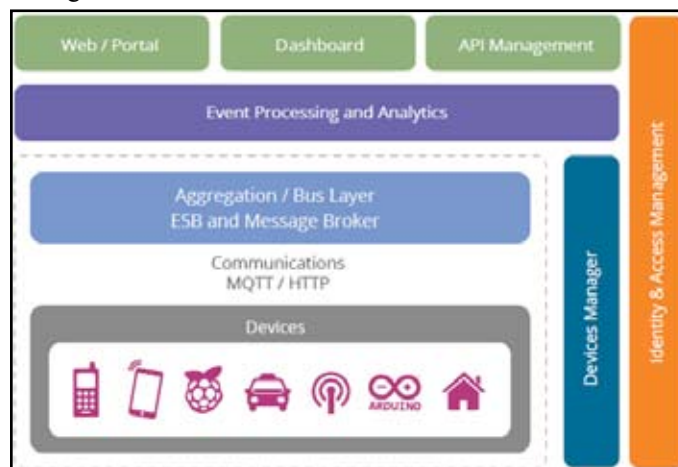 Web / Portal
Dashboard
API Management
Event Processing and Analytics
Aggregation / Bus Layer
ESB and Message Broker
Communications
MQTT / HTTP
Devices
ARDUINO
Devices Manager
Identity & Access Management